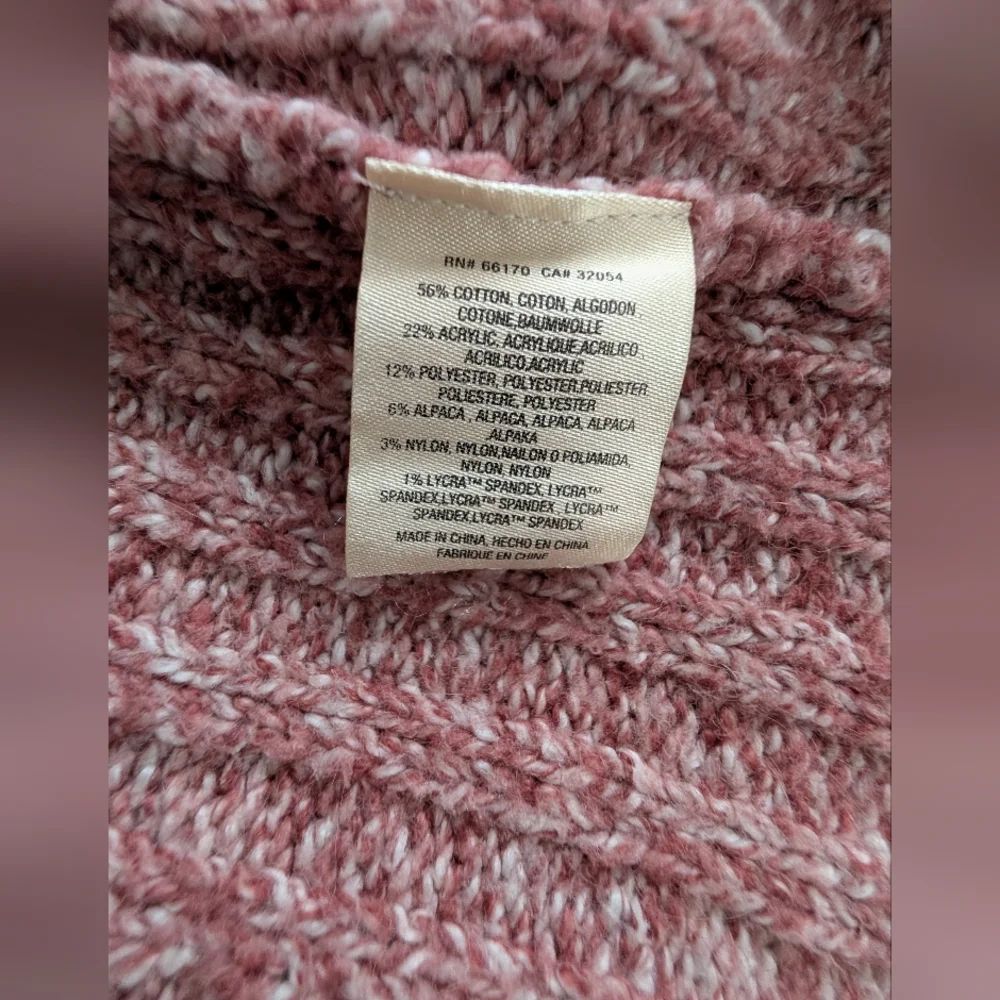 RN# 66170 CA# 32054
56% COTTON, COTON, ALGODON
COTONE,BAUMWOLLE
22% ACRYLIC, ACRYLIQUE,ACRILICO
ACRILICO,ACRYLIC
12% POLYESTER, POLYESTER,POLIESTER
POLIESTERE, POLYESTER
6% ALPACA , ALPAGA, ALPACA, ALPACA
,ALPAKA
3% NYLON, NYLON,NAILON O POLIAMIDA,
NYLON, NYLON
1% LYCRA™ SPANDEX, LYCRA™
SPANDEX,LYCRA™ SPANDEX , LYCRA™
SPANDEX,LYCRA™ SPANDEX
MADE IN CHINA, HECHO EN CHINA
FABRIQUE EN CHINE